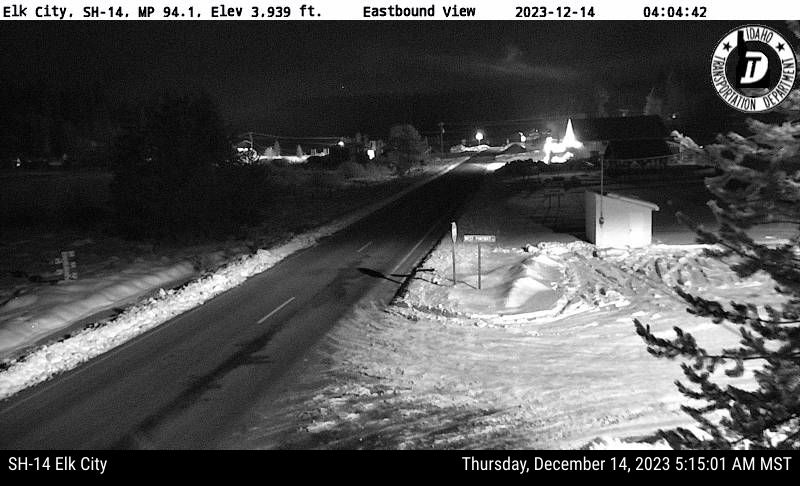 Elk City, SH-14, MP 94.1, Elev 3,939 ft. Eastbound View 2023-12-14 04:04:42
IDAHO
TRANSPORTATION DEPARTMENT
SH-14 Elk City Thursday, December 14, 2023 5:15:01 AM MST